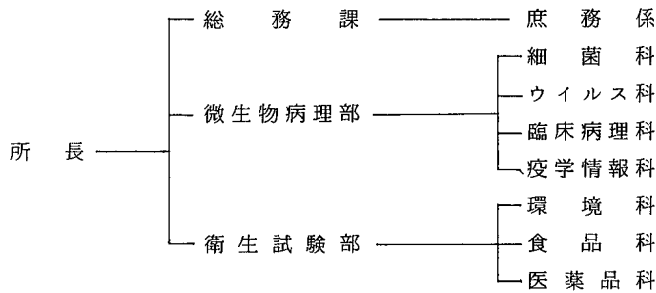 総務課 庶務係
細菌科
ウイルス科
微生物病理部
臨床病理科
所長
疫学情報科
環境科
衛生試験部 食品科
医薬品科